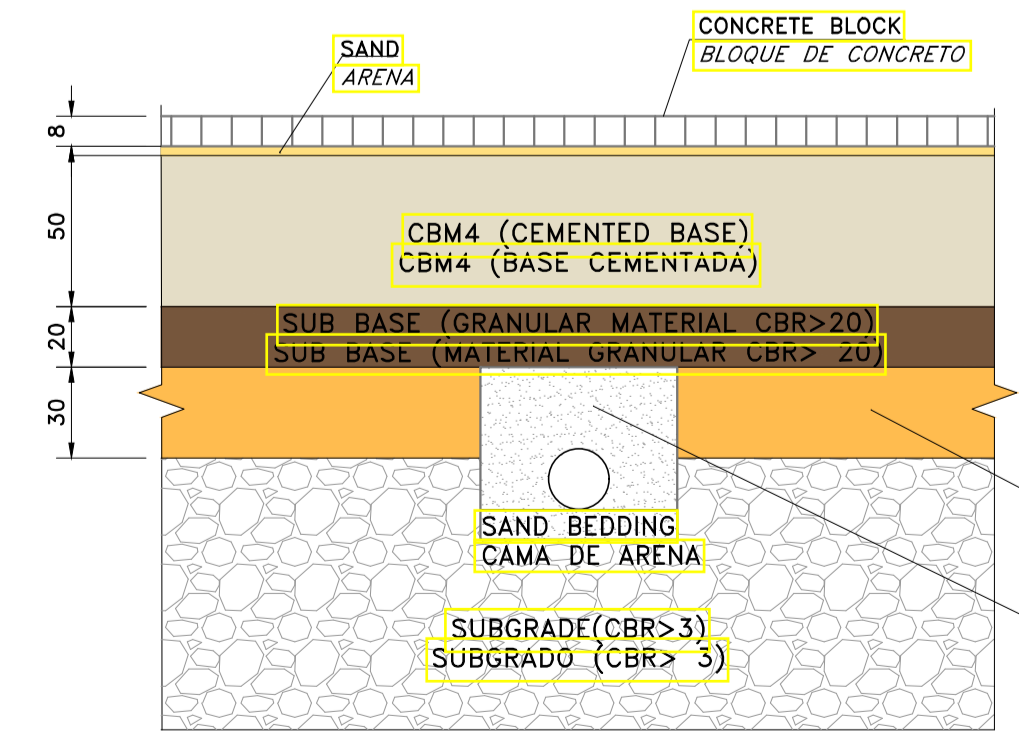 CONCRETE BLOCK
BLOQUE DE CONCRETO
SAND
ARENA
8
50
CBM4 (CEMENTED BASE)
CBM4 (BASE CEMENTADA)
20
SUB BASE (GRANULAR MATERIAL CBR>20)
SUB BASE (MATERIAL GRANULAR CBR> 20)
30
SAND BEDDING
CAMA DE ARENA
SUBGRADE(CBR>3)
SUBGRADO (CBR> 3)